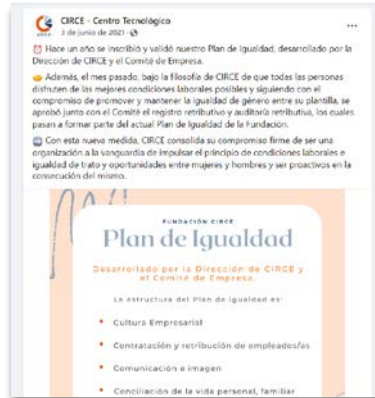 CIRCE - Centro Tecnológico
3 de junio de 2021 ·
Hace un año se inscribió y validó nuestro Plan de Igualdad, desarrollado por la
Dirección de CIRCE y el Comité de Empresa.
Además, el mes pasado, bajo la filosofía de CIRCE de que todas las personas
disfruten de las mejores condiciones laborales posibles y siguiendo con el
compromiso de promover y mantener la igualdad de género entre su plantilla, se
aprobó junto con el Comité el registro retributivo y auditoría retributiva, los cuales
pasan a formar parte del actual Plan de Igualdad de la Fundación.
Con esta nueva medida, CIRCE consolida su compromiso firme de ser una
organización a la vanguardia de impulsar el principio de condiciones laborales e
igualdad de trato y oportunidades entre mujeres y hombres y ser proactivos en la
consecución del mismo.
FUNDACIÓN CIRCE
Plan de Igualdad
Desarrollado por la Dirección de CIRCE y
el Comité de Empresa.
La estructura del Plan de igualdad es:
• Cultura Empresarial
• Contratación y retribución de empleados/as
• Comunicación e imagen
• Conciliación de la vida personal, familiar